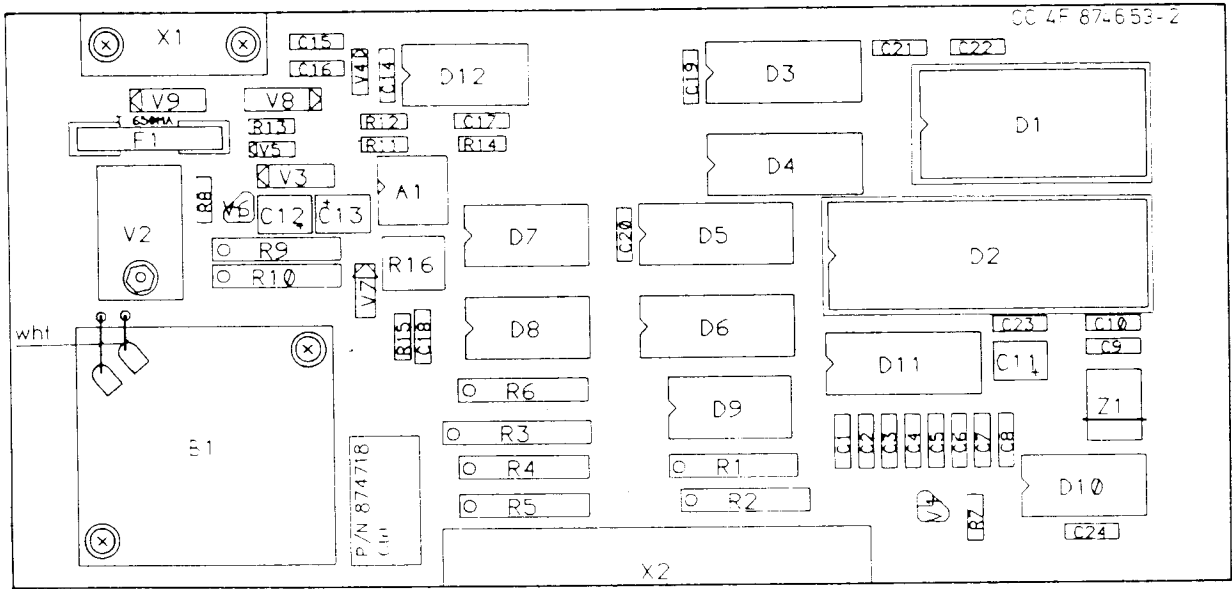 CC 4F 874653-2
X1
C15
C16
V4
C14
D12
C19
D3
C21
C22
V9
V8
650MA
F1
R13
R12
C17
D1
V5
R11
R14
V3
D4
R8
V6
C12
C13
A1
V2
R9
R10
D7
C20
D5
D2
R16
V7
wht
R15
C18
D8
D6
C23
C10
D11
C11
C9
R6
D9
Z1
B1
R3
C1
C2
C3
C4
C5
C6
C7
C8
R4
R1
R5
R2
D10
P/N 874718
R7
C24
X2